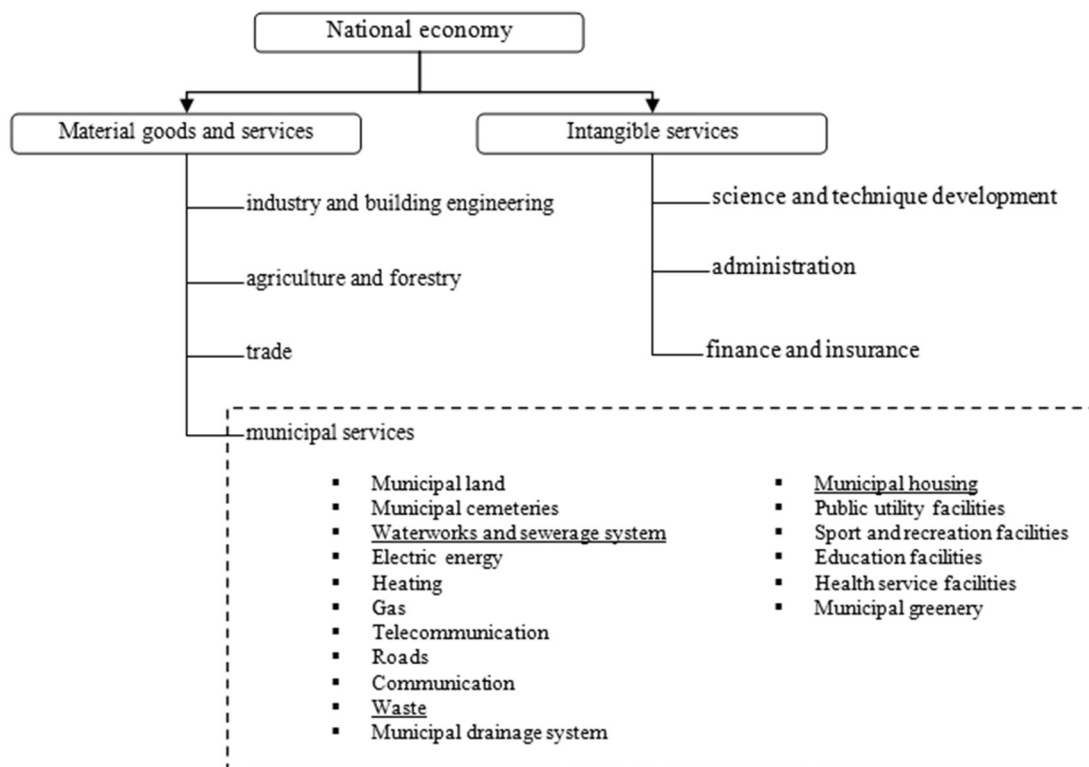 National economy
Material goods and services
Intangible services
industry and building engineering
agriculture and forestry
trade
municipal services
science and technique development
administration
finance and insurance
Municipal land
Municipal cemeteries
Waterworks and sewerage system
Electric energy
Heating
Gas
Telecommunication
Roads
Communication
Waste
Municipal drainage system
Municipal housing
Public utility facilities
Sport and recreation facilities
Education facilities
Health service facilities
Municipal greenery